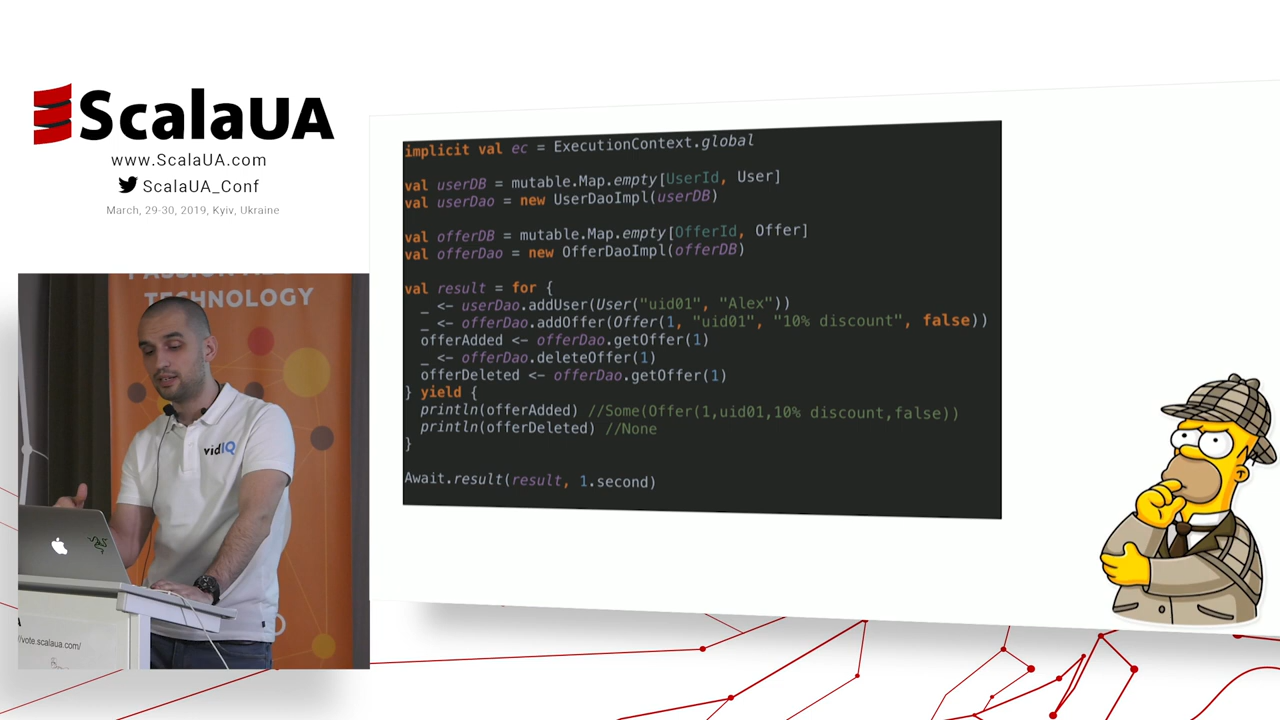 ScalaUA
www.ScalaUA.com
ScalaUA_Conf
March, 29-30, 2019, Kyiv, Ukraine
TECHNOLOGY
vidIQ
/vote.scalaua.com/
implicit val ec = ExecutionContext.global
val userDB = mutable.Map.empty[UserId, User]
val userDao = new UserDaoImpl(userDB)
val offerDB = mutable.Map.empty[OfferId, Offer]
val offerDao = new OfferDaoImpl(offerDB)
val result = for {
_ <- userDao.addUser(User("uid01", "Alex"))
_ <- offerDao.addOffer(Offer(1, "uid01", "10% discount", false))
offerAdded <- offerDao.getOffer(1)
_ <- offerDao.deleteOffer(1)
offerDeleted <- offerDao.getOffer(1)
} yield {
println(offerAdded) //Some(Offer(1,uid01,10% discount,false))
println(offerDeleted) //None
}
Await.result(result, 1.second)